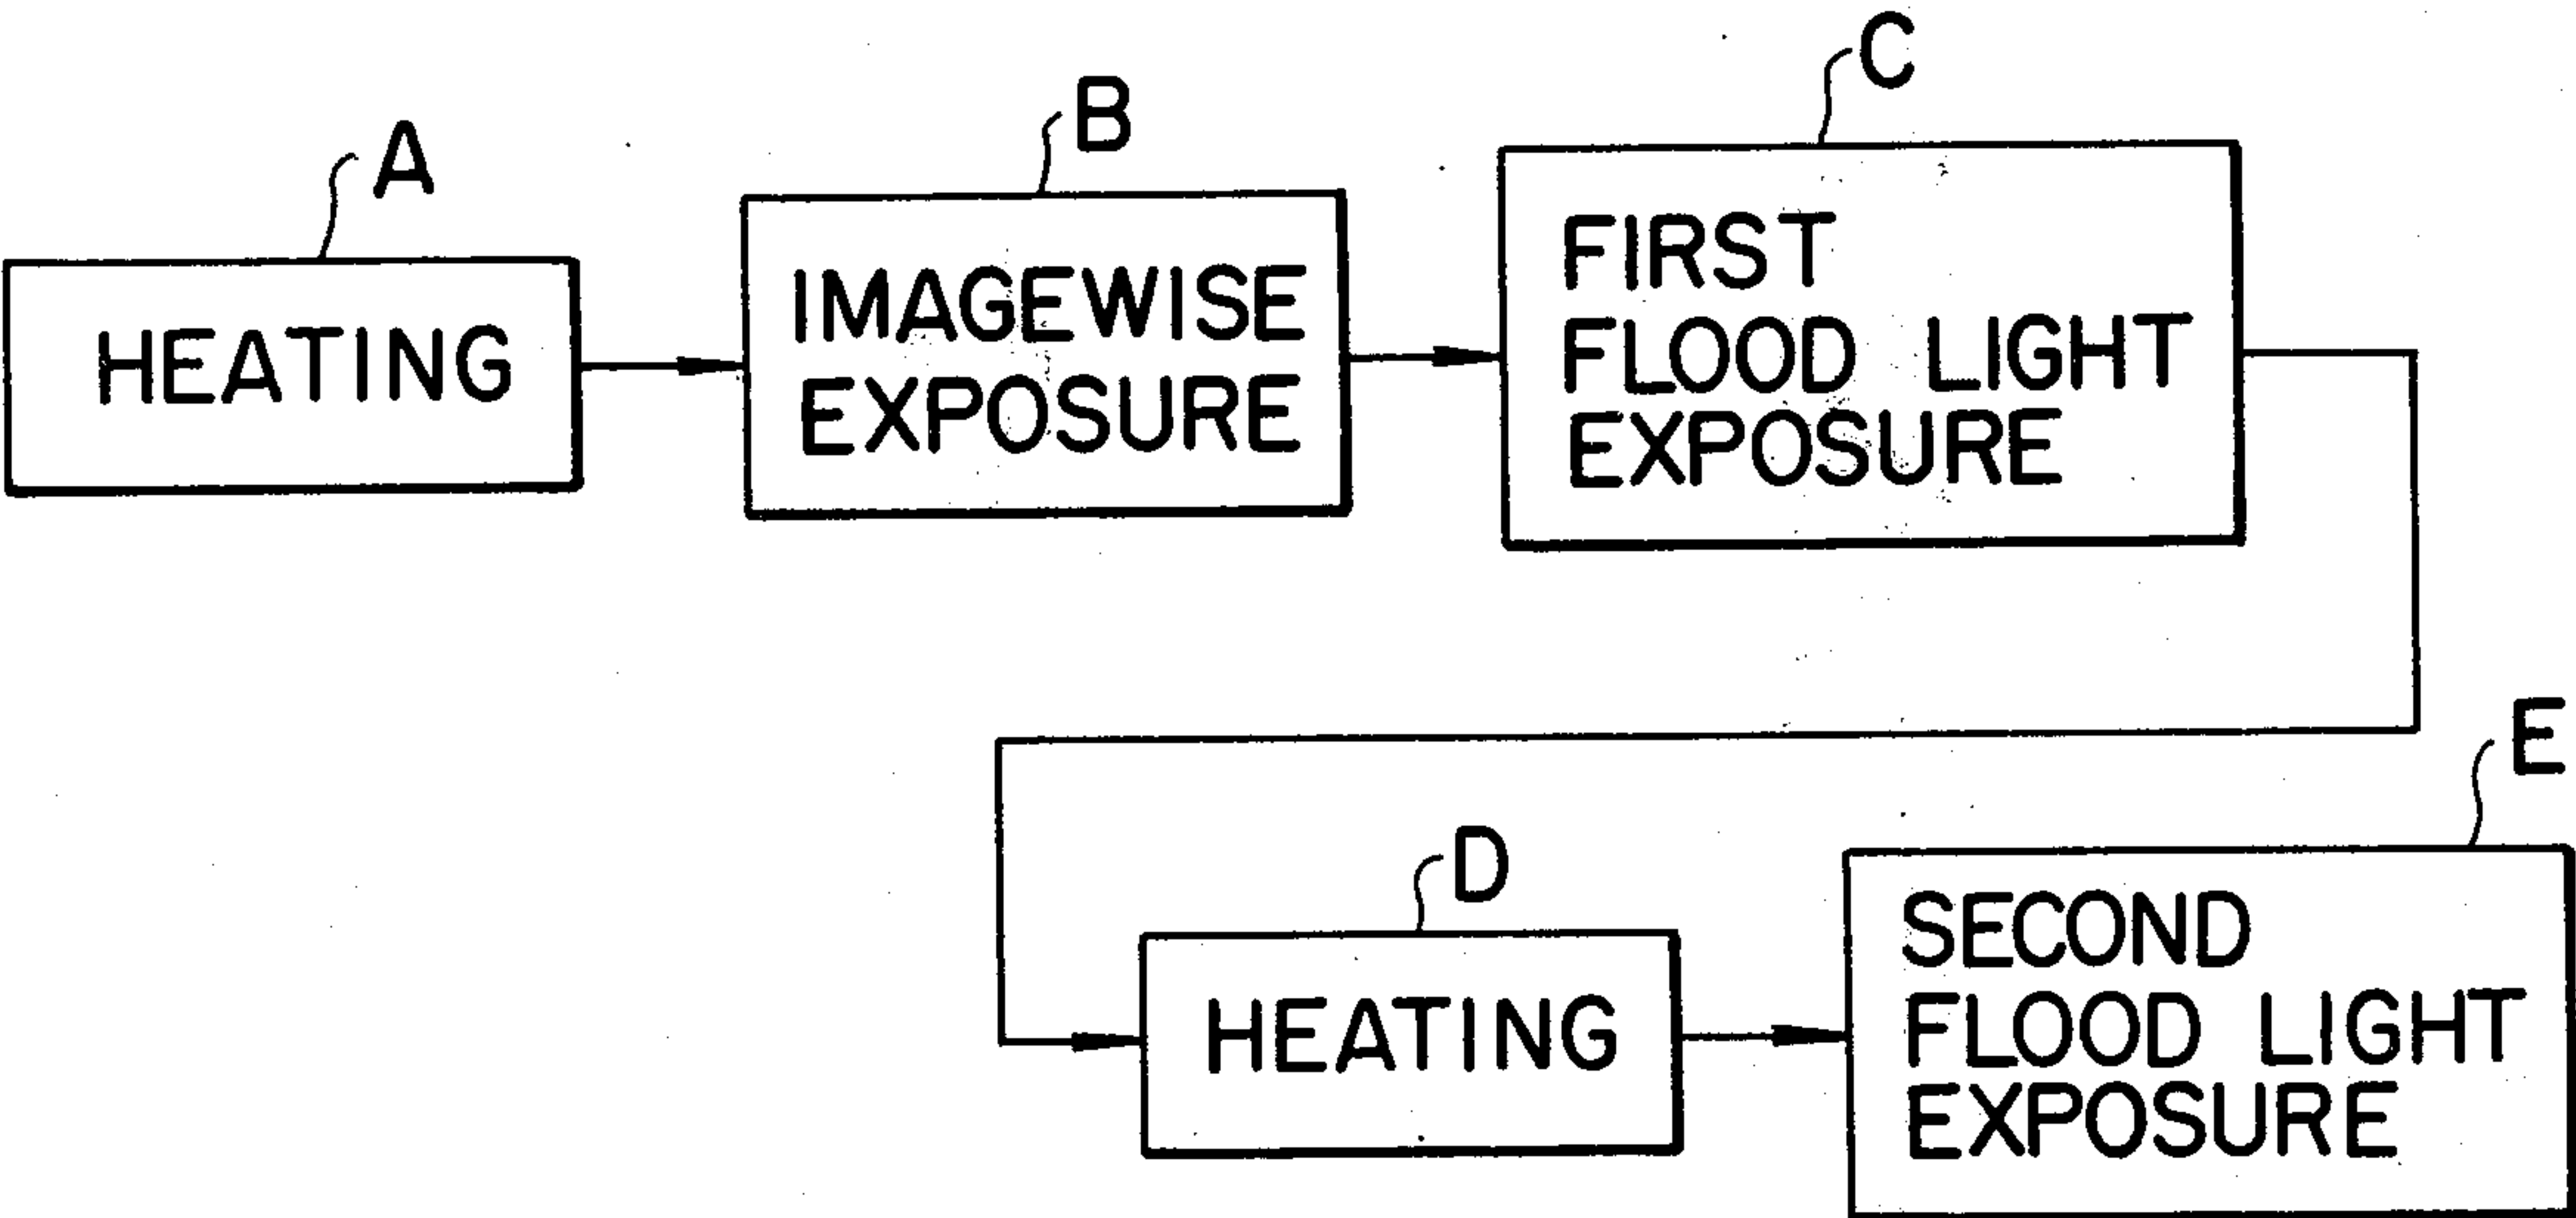 A
HEATING
B
IMAGEWISE
EXPOSURE
C
FIRST
FLOOD LIGHT
EXPOSURE
D
HEATING
E
SECOND
FLOOD LIGHT
EXPOSURE